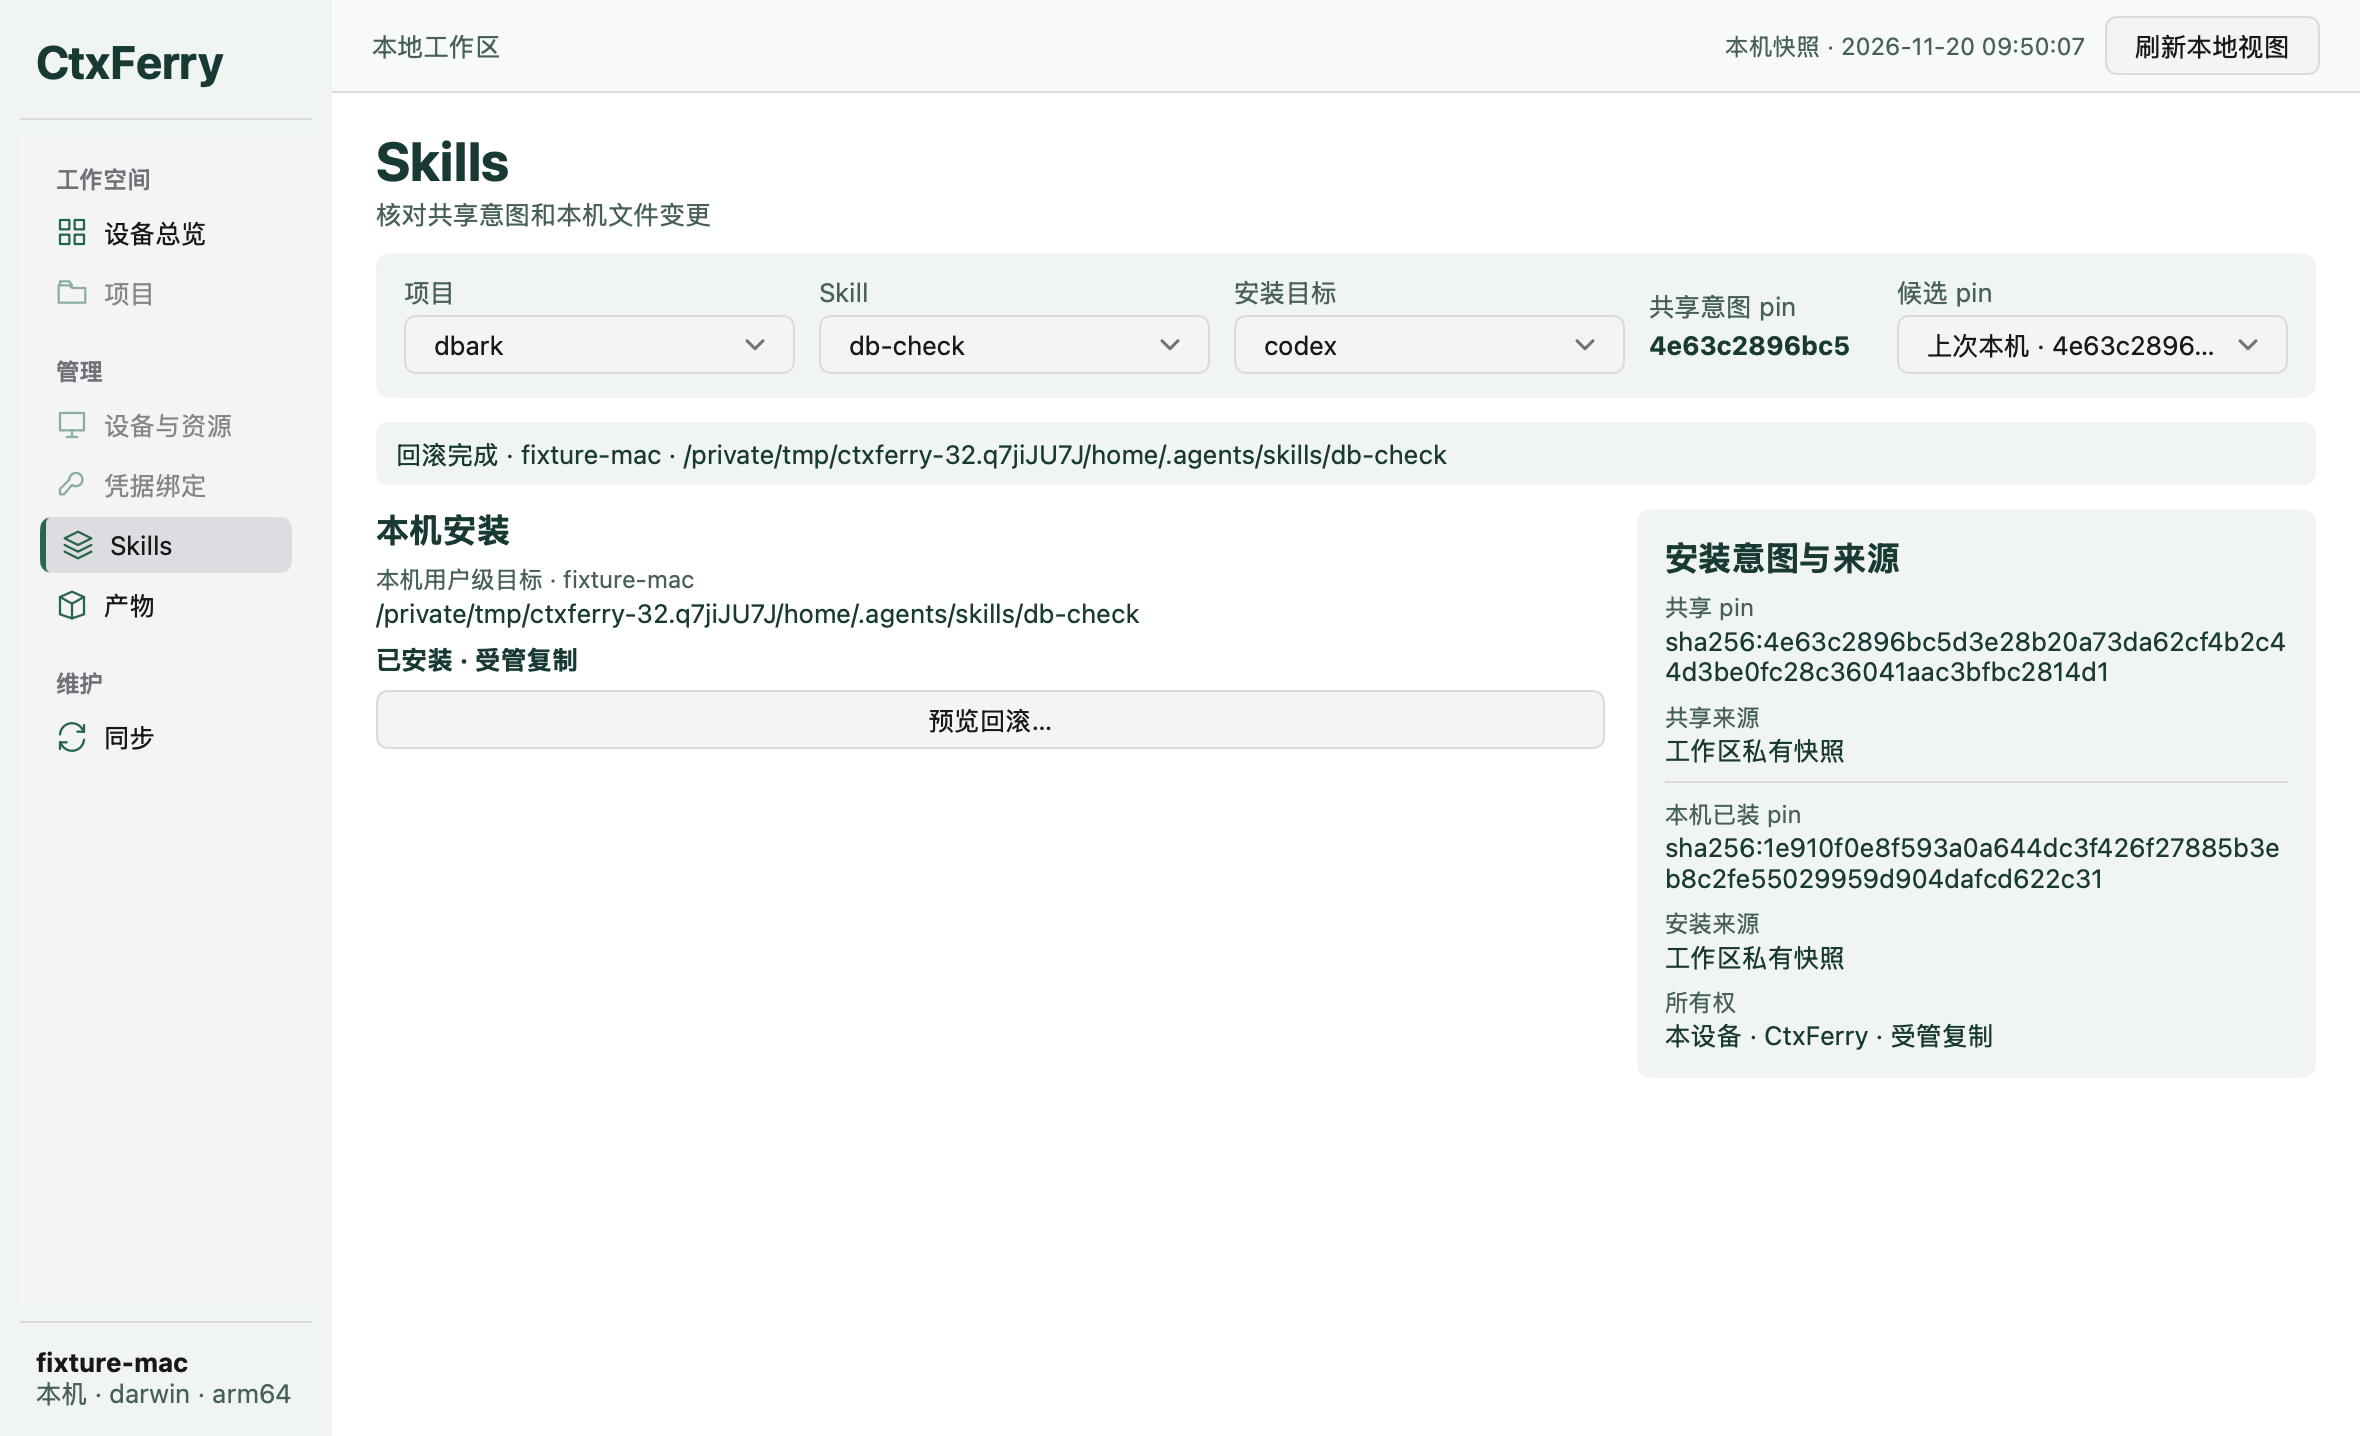 CtxFerry
工作空间
设备总览
项目
管理
设备与资源
凭据绑定
Skills
产物
维护
同步
fixture-mac
本机 · darwin · arm64
本地工作区
本机快照 · 2026-11-20 09:50:07
刷新本地视图
Skills
核对共享意图和本机文件变更
项目
dbark
Skill
db-check
安装目标
codex
共享意图 pin
4e63c2896bc5
候选 pin
上次本机 · 4e63c2896...
回滚完成 · fixture-mac · /private/tmp/ctxferry-32.q7jiJU7J/home/.agents/skills/db-check
本机安装
本机用户级目标 · fixture-mac
/private/tmp/ctxferry-32.q7jiJU7J/home/.agents/skills/db-check
已安装 · 受管复制
预览回滚...
安装意图与来源
共享 pin
sha256:4e63c2896bc5d3e28b20a73da62cf4b2c4
4d3be0fc28c36041aac3bfbc2814d1
共享来源
工作区私有快照
本机已装 pin
sha256:1e910f0e8f593a0a644dc3f426f27885b3e
b8c2fe55029959d904dafcd622c31
安装来源
工作区私有快照
所有权
本设备 · CtxFerry · 受管复制